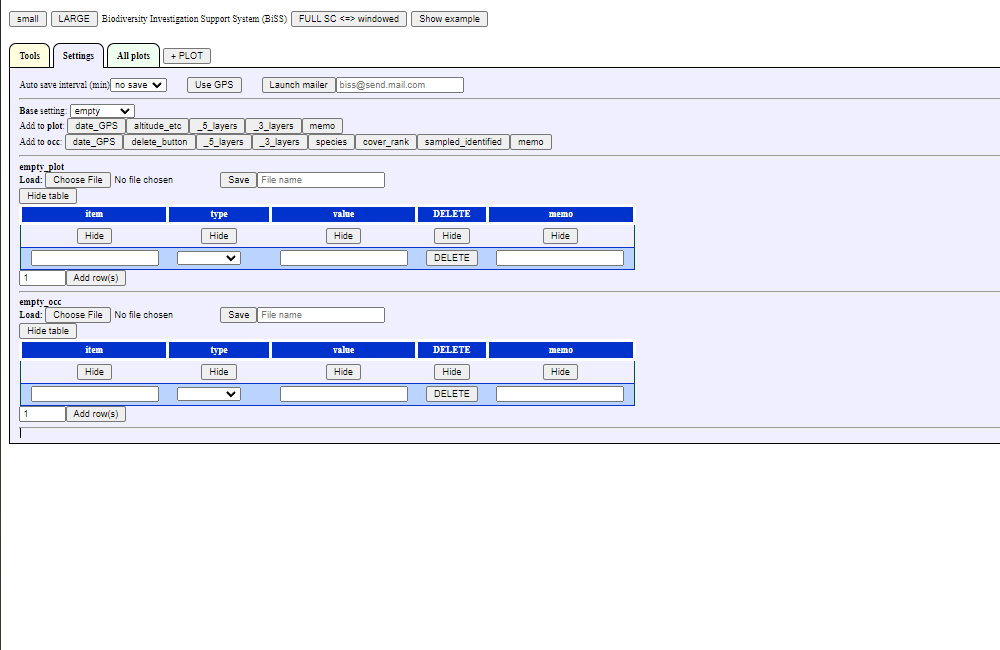 small LARGE Biodiversity Investigation Support System (BiSS) FULL SC <=> windowed Show example
Tools Settings All plots + PLOT
Auto save interval (min) no save Use GPS Launch mailer biss@send.mail.com
Base setting: empty
Add to plot: date_GPS altitude_etc _5_layers _3_layers memo
Add to occ: date_GPS delete_button _5_layers _3_layers species cover_rank sampled_identified memo
empty_plot
Load: Choose File No file chosen Save File name
Hide table
item type value DELETE memo
Hide Hide Hide Hide Hide
DELETE
1 Add row(s)
empty_occ
Load: Choose File No file chosen Save File name
Hide table
item type value DELETE memo
Hide Hide Hide Hide Hide
DELETE
1 Add row(s)